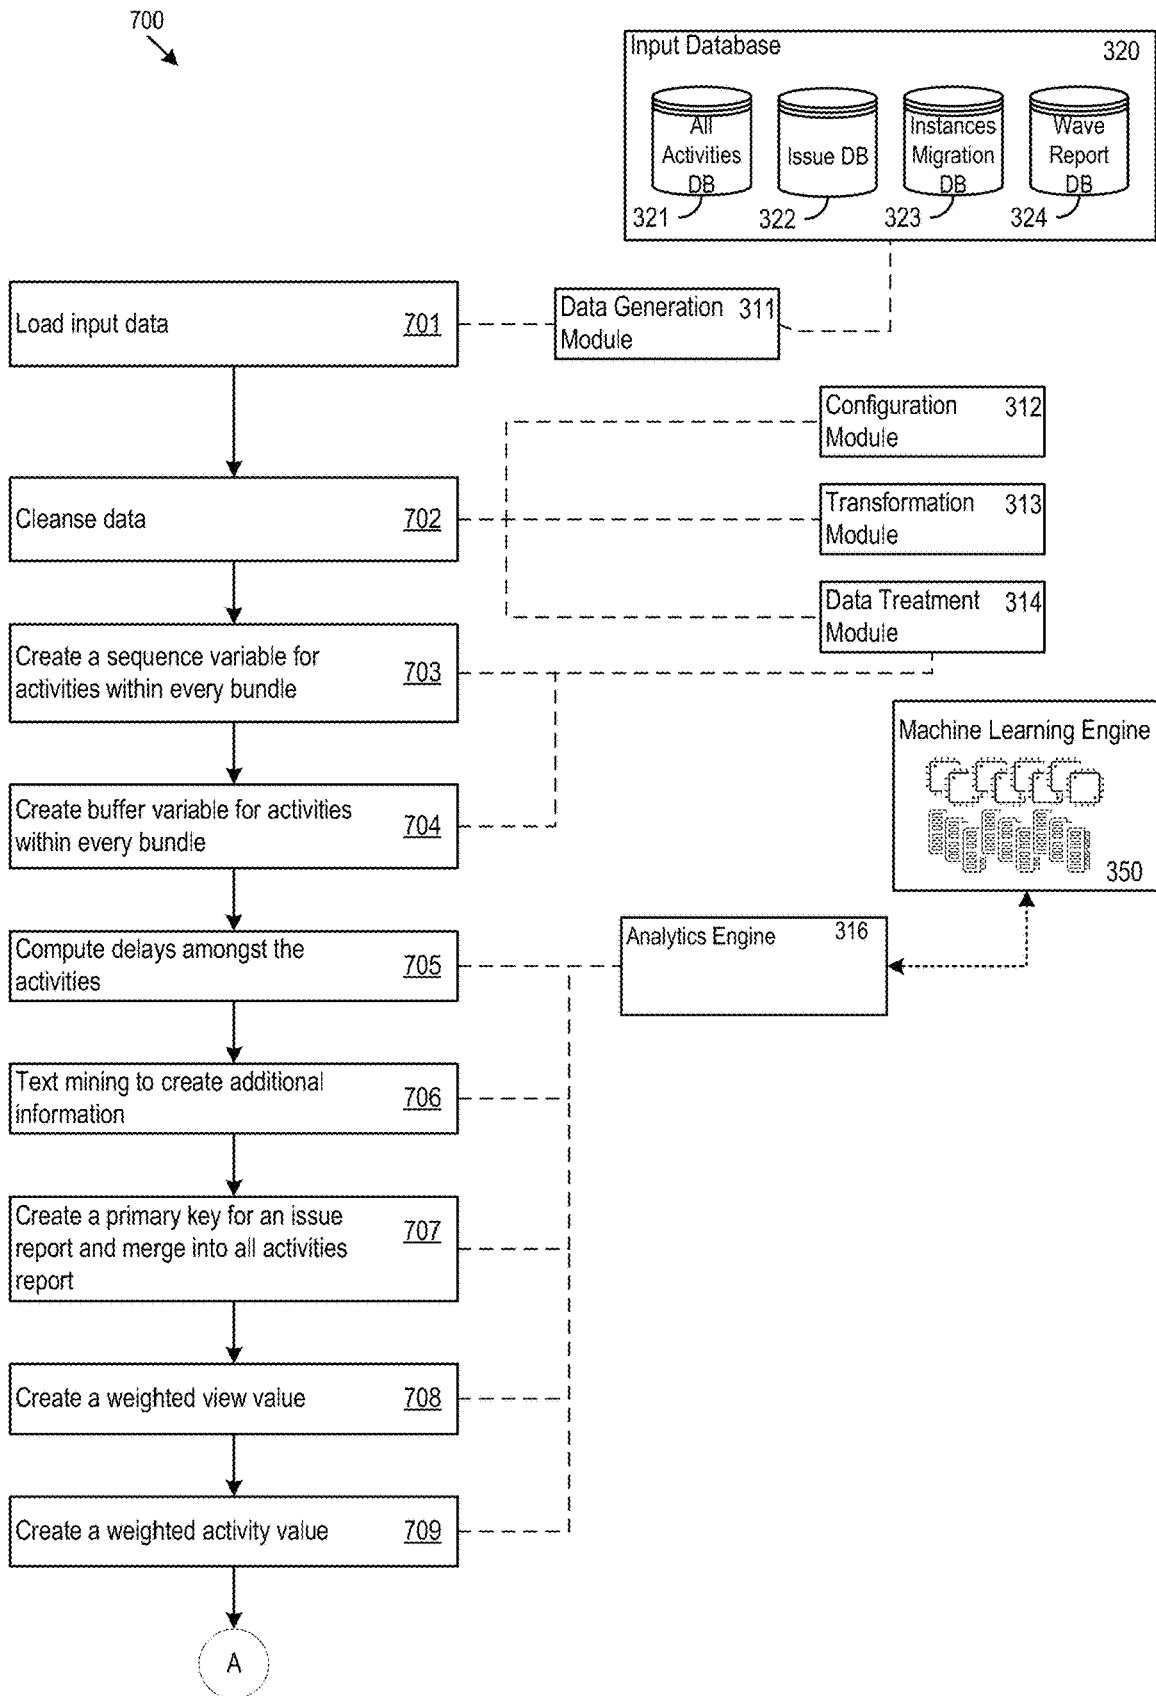 700
Input Database 320
All
Activities
DB
Issue DB
Instances
Migration
DB
Wave
Report
DB
321
322
323
324
Load input data 701
Data Generation 311
Module
Configuration 312
Module
Cleanse data 702
Transformation 313
Module
Data Treatment 314
Module
Create a sequence variable for
activities within every bundle 703
Machine Learning Engine
350
Create buffer variable for activities
within every bundle 704
Analytics Engine 316
Compute delays amongst the
activities 705
Text mining to create additional
information 706
Create a primary key for an issue
report and merge into all activities
report 707
Create a weighted view value 708
Create a weighted activity value 709
A